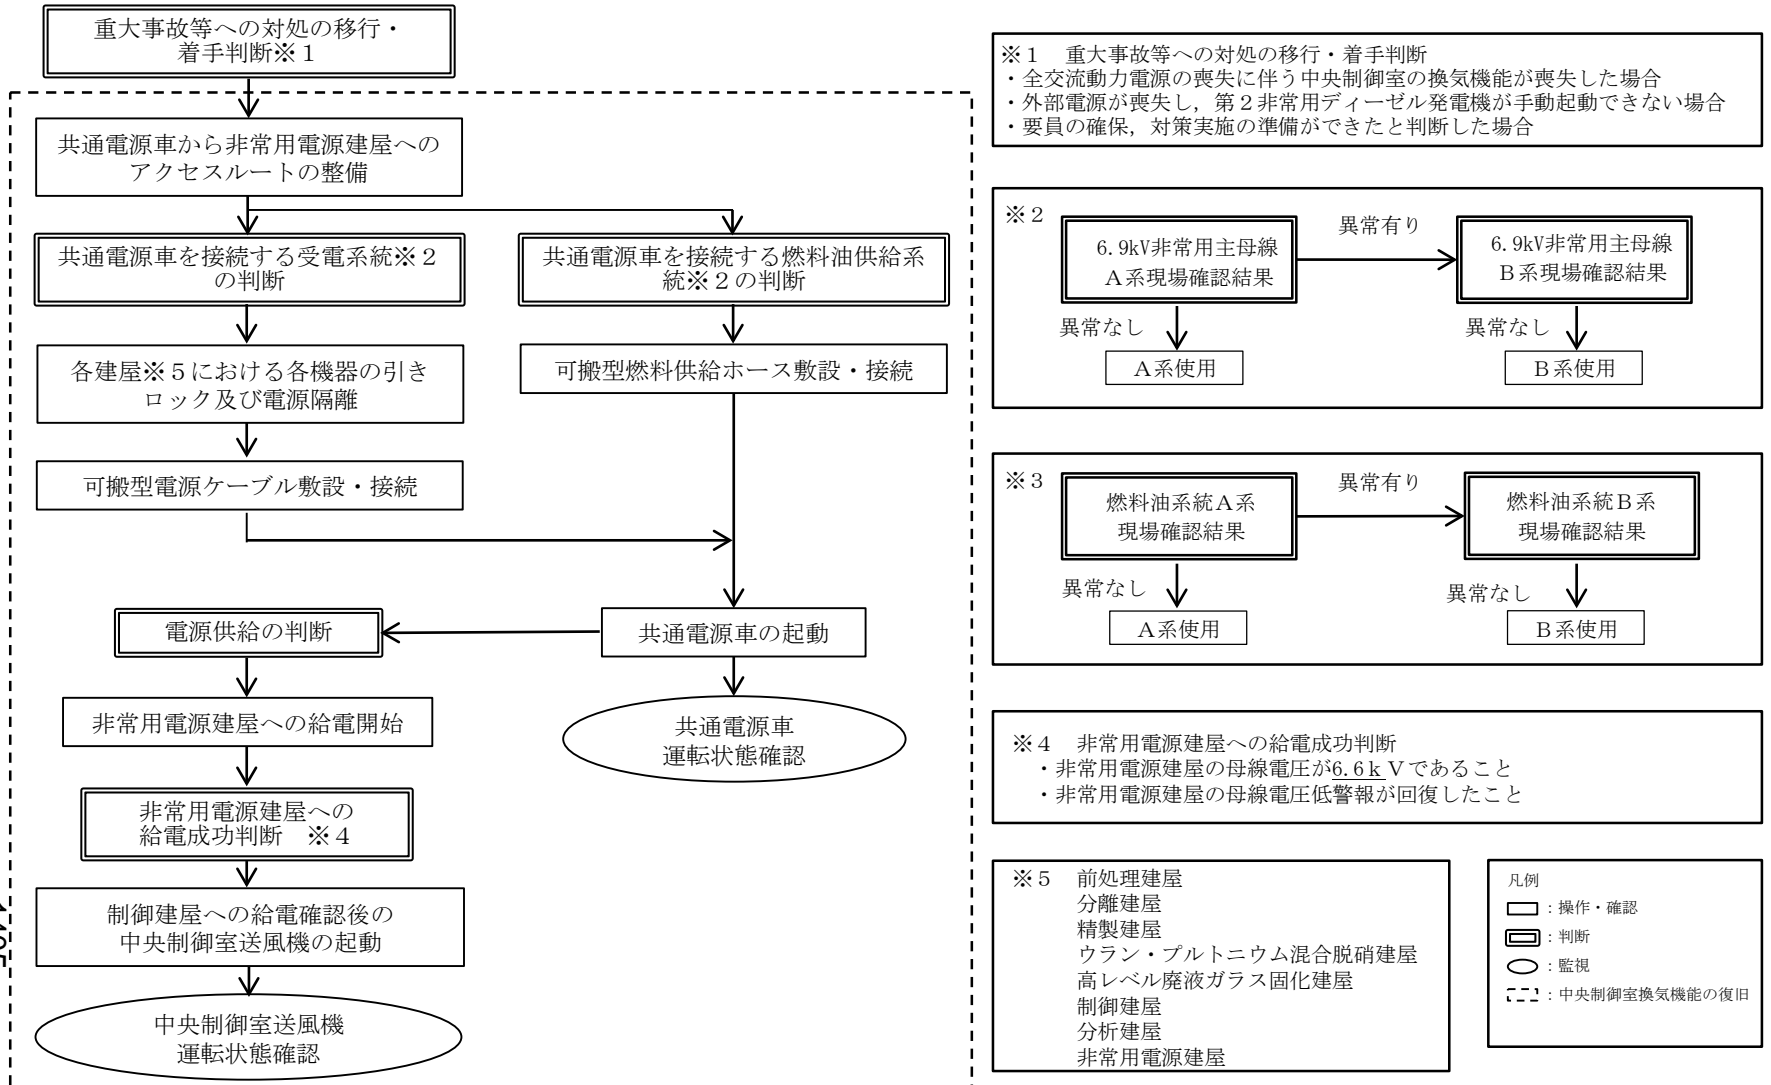 重大事故等への対処の移行・
着手判断※１
共通電源車から非常用電源建屋への
アクセスルートの整備
共通電源車を接続する受電系統※２
の判断
共通電源車を接続する燃料油供給系
統※２の判断
各建屋※５における各機器の引き
ロック及び電源隔離
可搬型燃料供給ホース敷設・接続
可搬型電源ケーブル敷設・接続
電源供給の判断
共通電源車の起動
非常用電源建屋への給電開始
共通電源車
運転状態確認
非常用電源建屋への
給電成功判断　※４
制御建屋への給電確認後の
中央制御室送風機の起動
中央制御室送風機
運転状態確認
※１　重大事故等への対処の移行・着手判断
・全交流動力電源の喪失に伴う中央制御室の換気機能が喪失した場合
・外部電源が喪失し，第２非常用ディーゼル発電機が手動起動できない場合
・要員の確保，対策実施の準備ができたと判断した場合
※２
6.9kV非常用主母線
Ａ系現場確認結果
異常有り
6.9kV非常用主母線
Ｂ系現場確認結果
異常なし
異常なし
Ａ系使用
Ｂ系使用
※３
燃料油系統Ａ系
現場確認結果
異常有り
燃料油系統Ｂ系
現場確認結果
異常なし
異常なし
Ａ系使用
Ｂ系使用
※４　非常用電源建屋への給電成功判断
・非常用電源建屋の母線電圧が6.6ｋＶであること
・非常用電源建屋の母線電圧低警報が回復したこと
※５　前処理建屋
分離建屋
精製建屋
ウラン・プルトニウム混合脱硝建屋
高レベル廃液ガラス固化建屋
制御建屋
分析建屋
非常用電源建屋
凡例
：操作・確認
：判断
：監視
：中央制御室換気機能の復旧